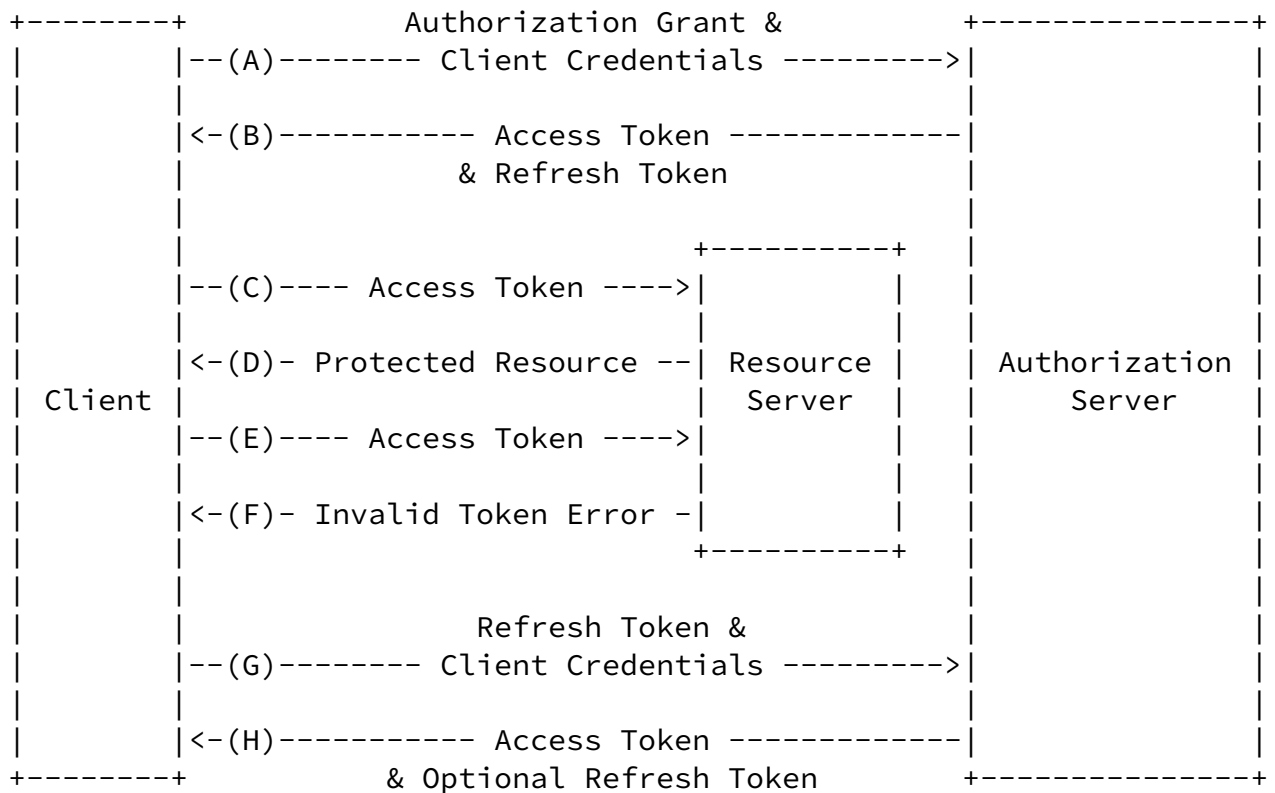 Authorization Grant &
--(A)-------- Client Credentials --------->
<-(B)----------- Access Token -------------
& Refresh Token
--(C)---- Access Token ---->
<-(D)- Protected Resource --| Resource | Authorization
Client Server Server
--(E)---- Access Token ---->
<-(F)- Invalid Token Error -
Refresh Token &
--(G)-------- Client Credentials --------->
<-(H)----------- Access Token -------------
& Optional Refresh Token